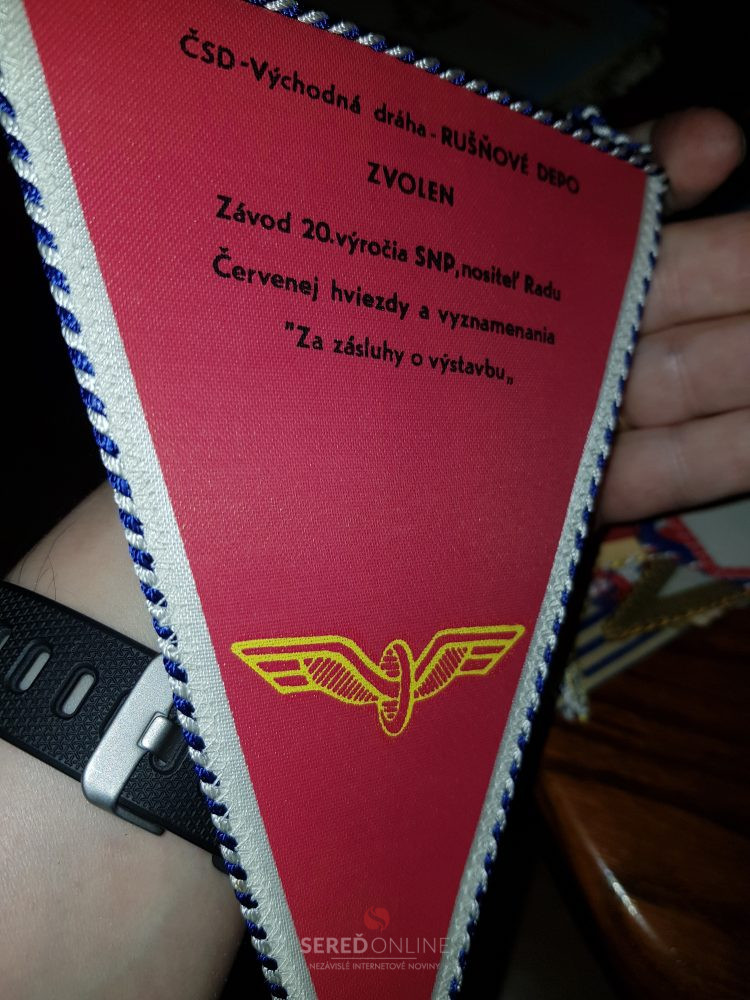 ČSD-Východná dráha-RUŠŇOVÉ DEPO
ZVOLEN
Závod 20.výročia SNP,nositeľ Radu
Červenej hviezdy a vyznamenania
"Za zásluhy o výstavbu„
SEREĎONLINE
NEZÁVISLÉ INTERNETOVÉ NOVINY